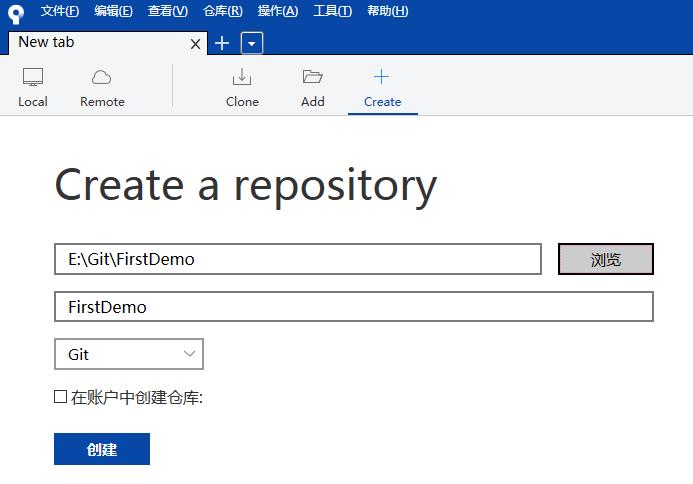 文件(F) 编辑(E) 查看(V) 仓库(R) 操作(A) 工具(T) 帮助(H)
New tab
Local Remote Clone Add Create
Create a repository
E:\Git\FirstDemo 浏览
FirstDemo
Git
在账户中创建仓库:
创建